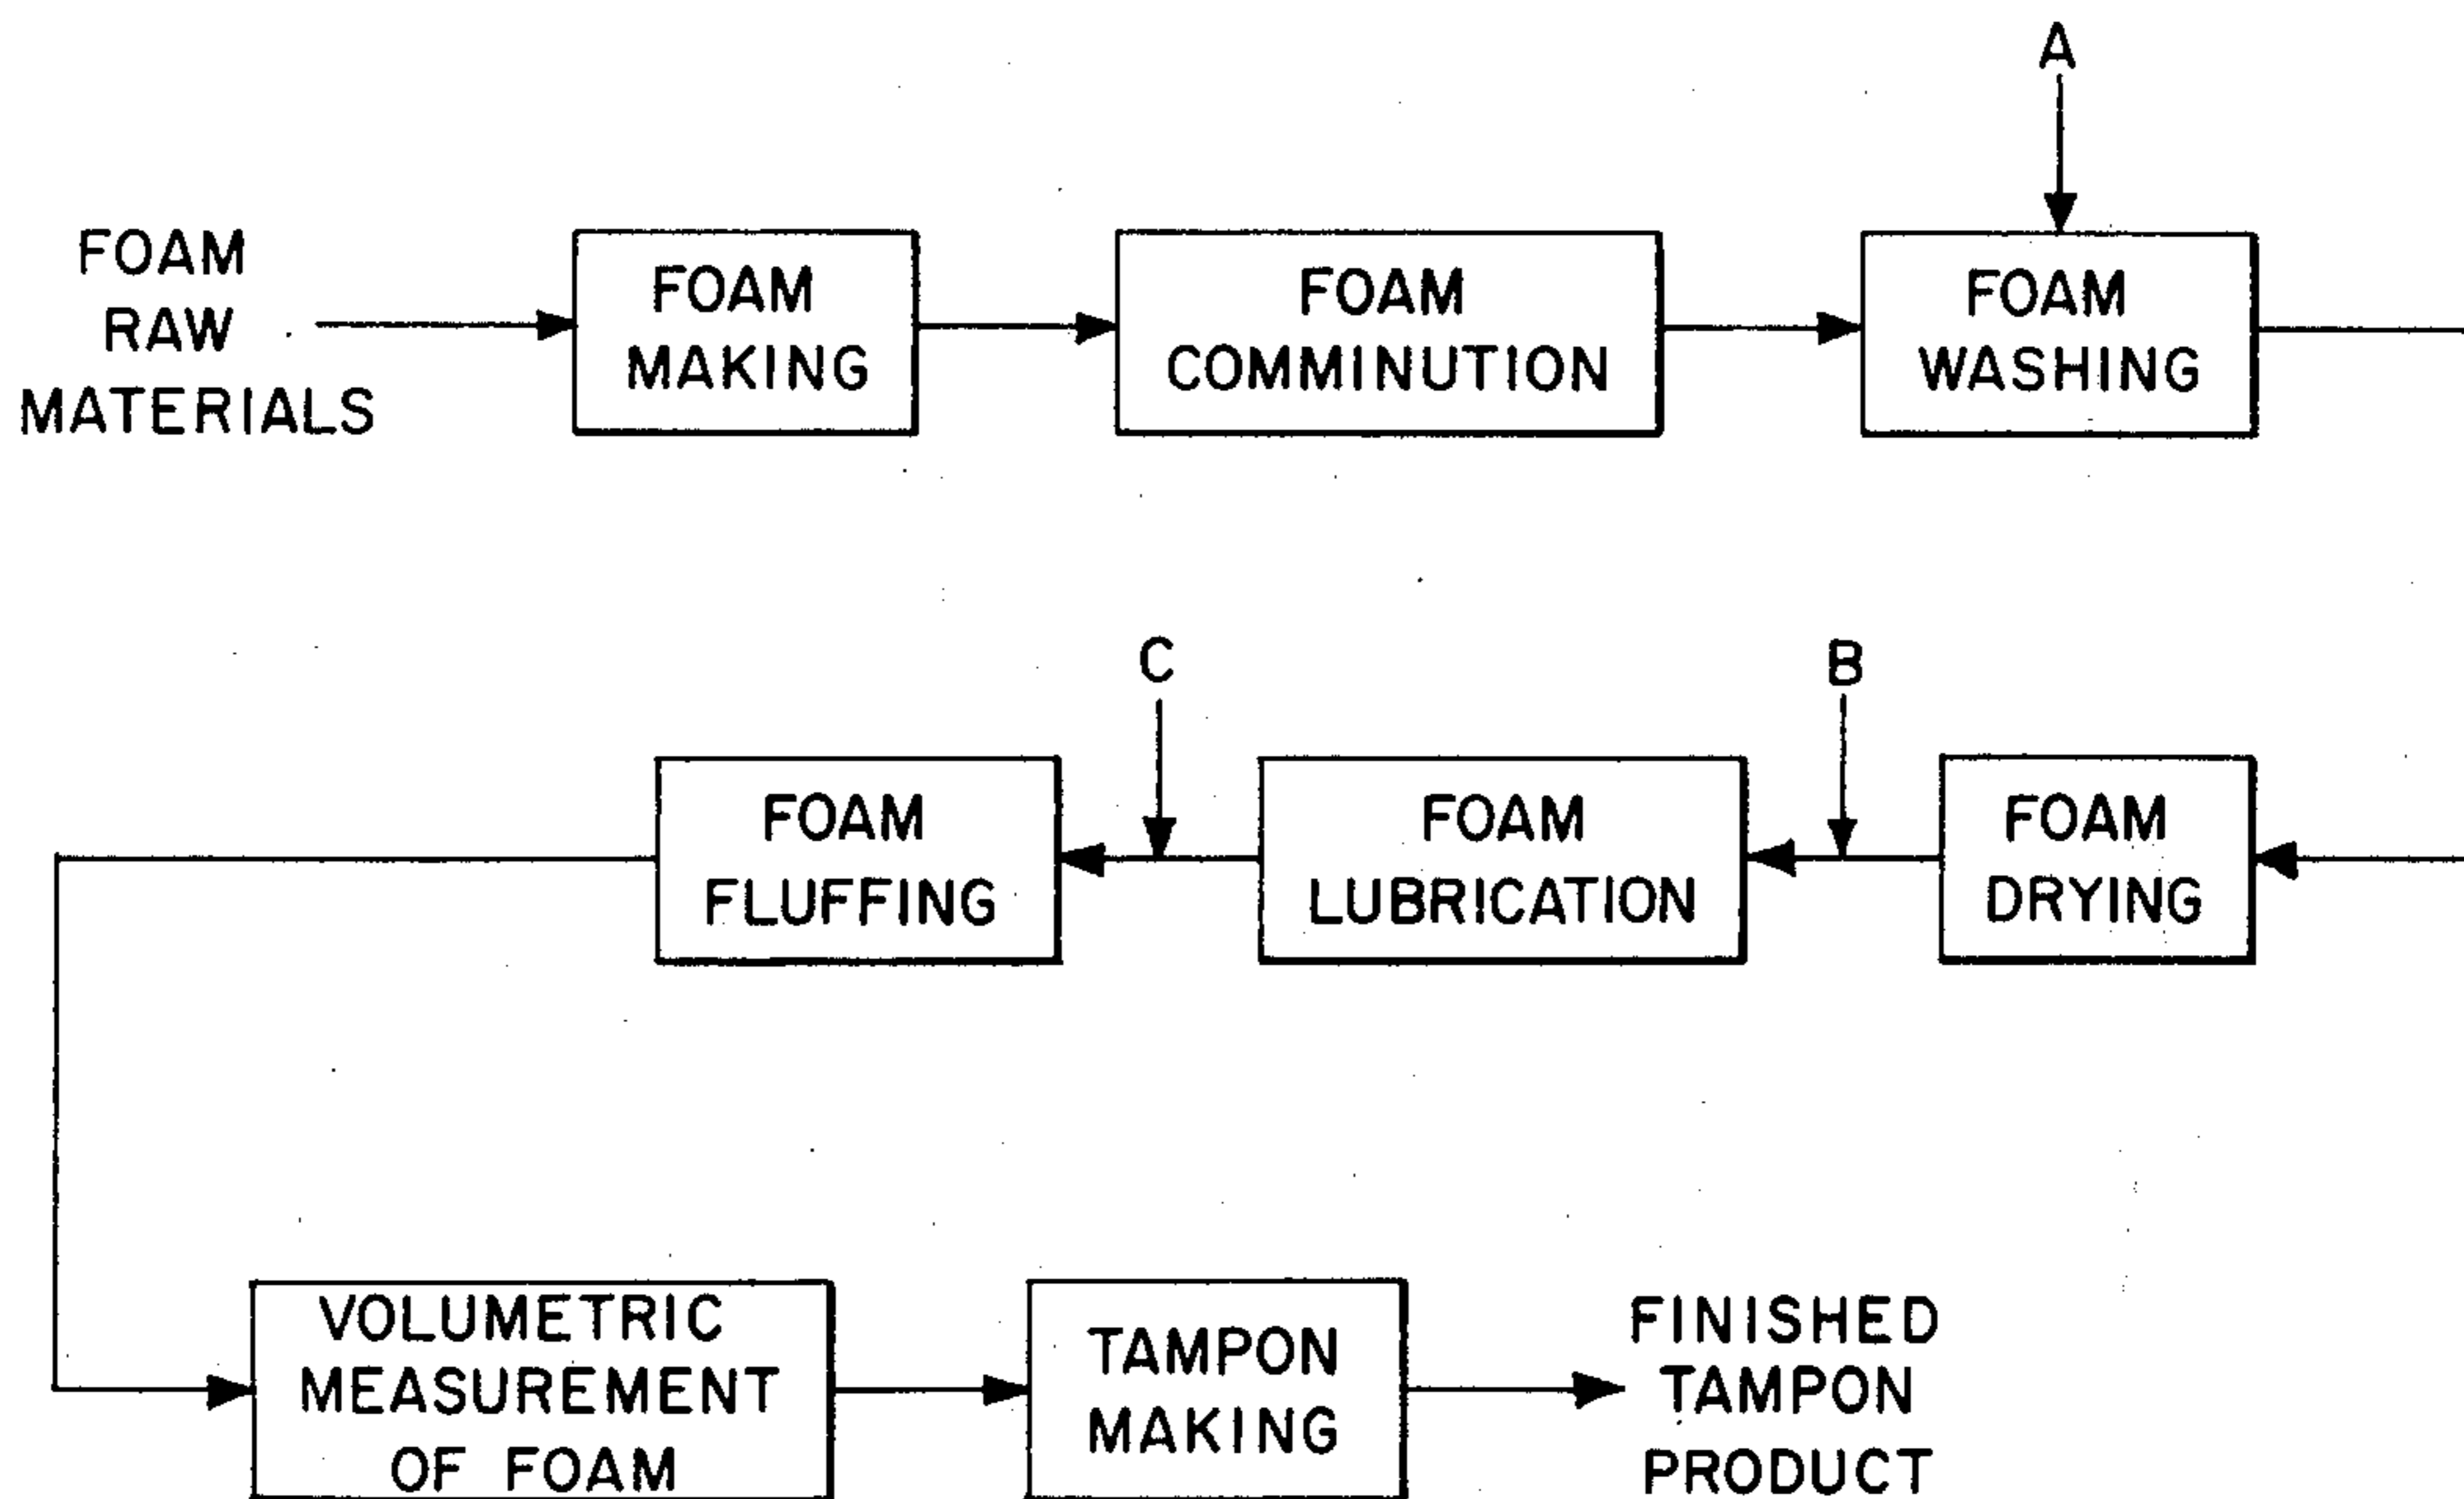 A
FOAM
RAW
MATERIALS
FOAM
MAKING
FOAM
COMMINUTION
FOAM
WASHING
C
B
FOAM
FLUFFING
FOAM
LUBRICATION
FOAM
DRYING
VOLUMETRIC
MEASUREMENT
OF FOAM
TAMPON
MAKING
FINISHED
TAMPON
PRODUCT